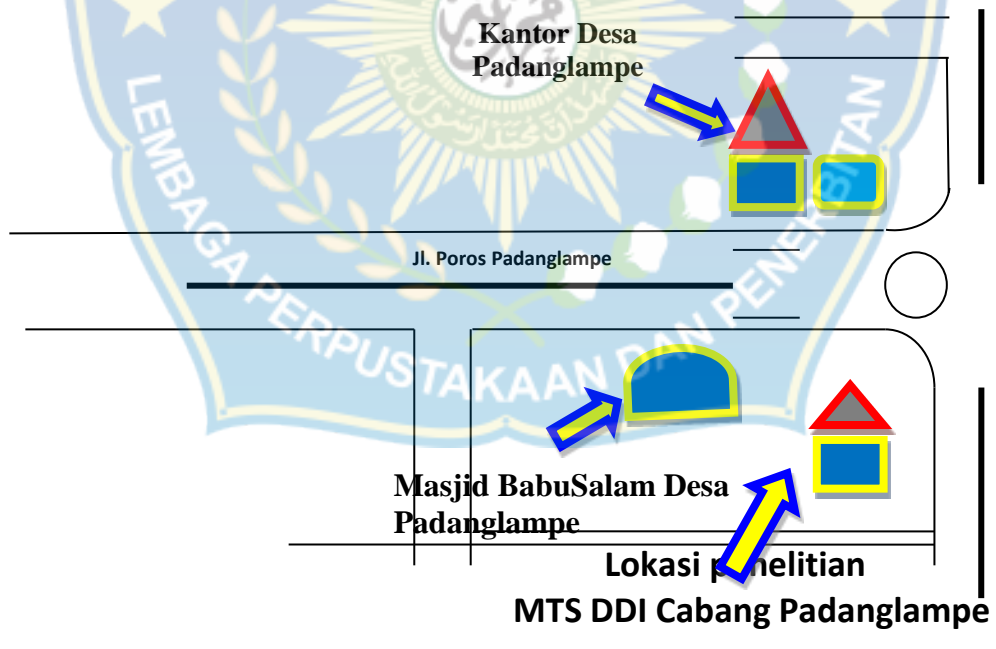 Kantor Desa
Padanglampe
Jl. Poros Padanglampe
Masjid BabuSalam Desa
Padanglampe
Lokasi penelitian
MTS DDI Cabang Padanglampe
LEMBAGA PERPUSTAKAAN DAN PENERBITAN